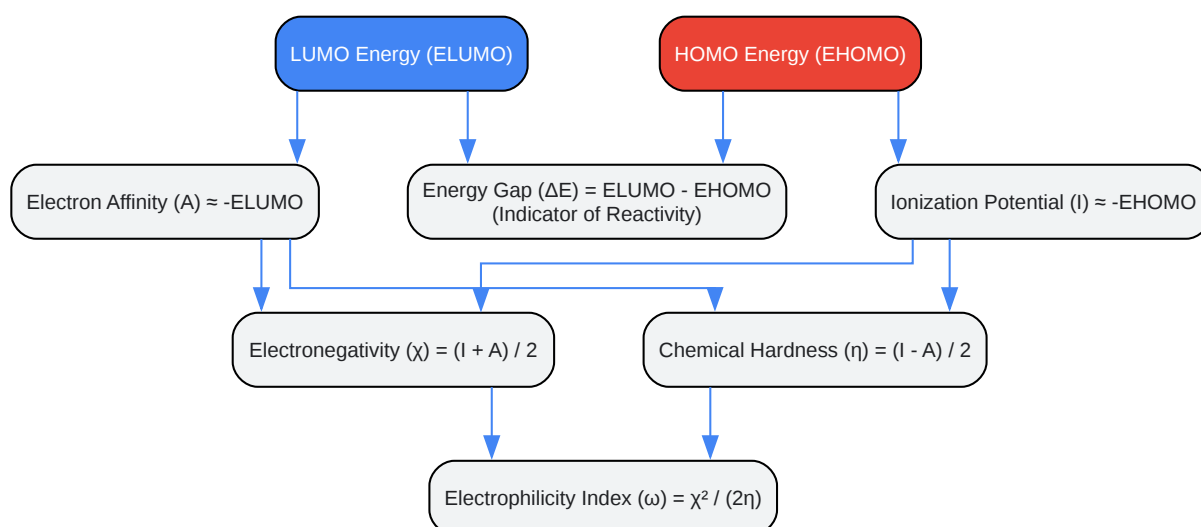 LUMO Energy (ELUMO)
HOMO Energy (EHOMO)
Electron Affinity (A) ≈ -ELUMO
Energy Gap (ΔE) = ELUMO - EHOMO
(Indicator of Reactivity)
Ionization Potential (I) ≈ -EHOMO
Electronegativity (χ) = (I + A) / 2
Chemical Hardness (η) = (I - A) / 2
Electrophilicity Index (ω) = χ² / (2η)